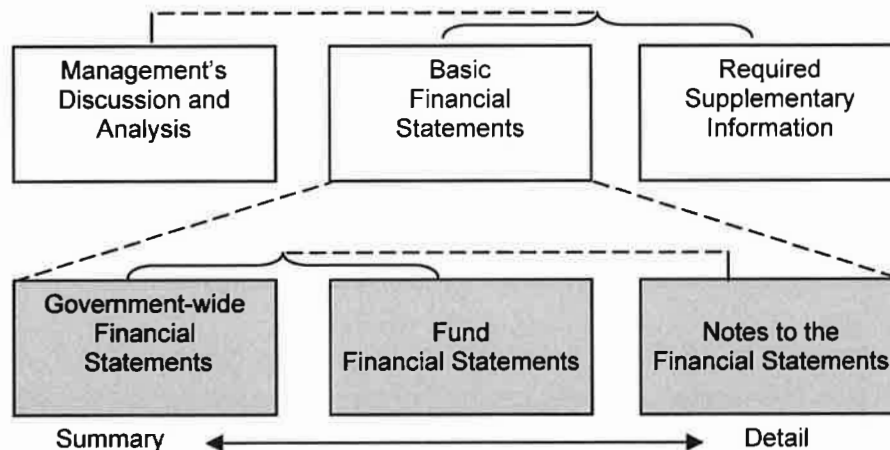 Management's
Discussion and
Analysis
Basic
Financial
Statements
Required
Supplementary
Information
Government-wide
Financial
Statements
Fund
Financial Statements
Notes to the
Financial Statements
Summary
Detail